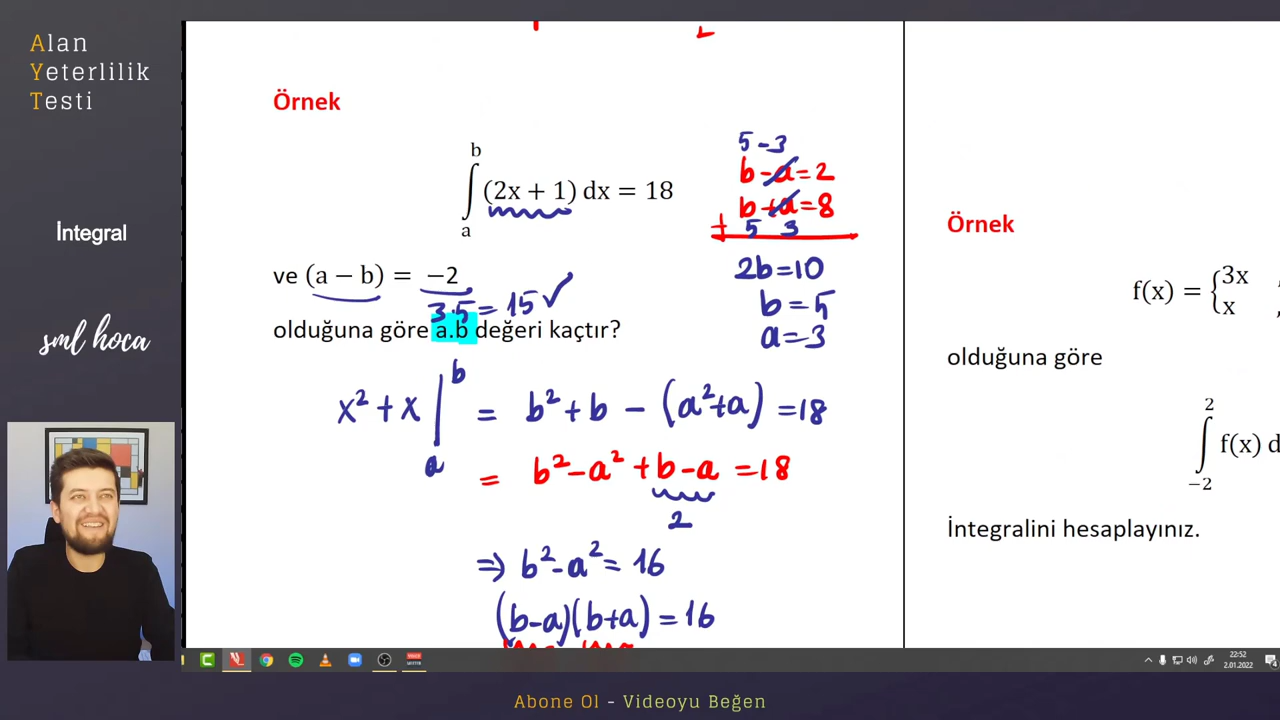 Alan
Yeterlilik
Testi
İntegral
sml hoca
Örnek
b
∫ (2x + 1) dx = 18
a
ve (a − b) = −2
3.5 = 15 ✓
olduğuna göre a.b değeri kaçtır?
5 − 3
b − a = 2
b + a = 8
+ 5 3
2b = 10
b = 5
a = 3
x² + x | b a = b² + b − (a² + a) = 18
= b² − a² + b − a = 18
2
⇒ b² − a² = 16
(b − a)(b + a) = 16
Örnek
f(x) = { 3x ,
x ,
olduğuna göre
2
∫ f(x) d
−2
İntegralini hesaplayınız.
22:52
2.01.2022
Abone Ol - Videoyu Beğen